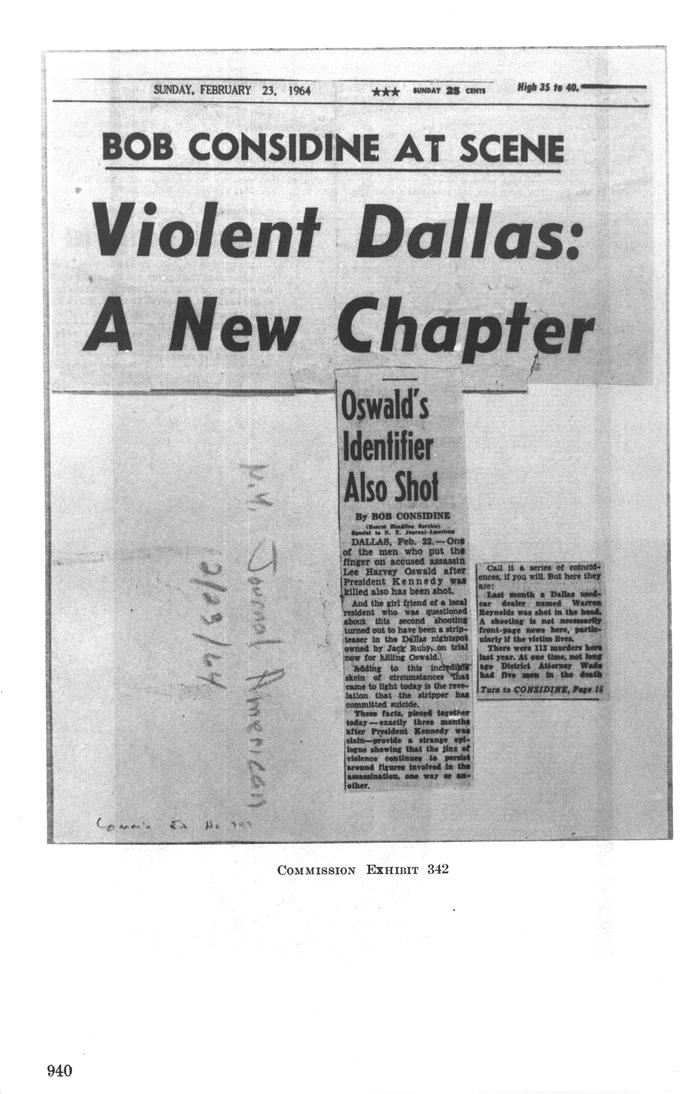 SUNDAY, FEBRUARY 23, 1964 ★★★ SUNDAY 25 CENTS High 35 to 40.
BOB CONSIDINE AT SCENE
Violent Dallas:
A New Chapter
Oswald's
Identifier
Also Shot
By BOB CONSIDINE
(Hearst Headline Service)
Special to N. Y. Journal-American
DALLAS, Feb. 22.—One
of the men who put the
finger on accused assassin
Lee Harvey Oswald after
President Kennedy was
killed also has been shot.
And the girl friend of a local
resident who was questioned
about this second shooting
turned out to have been a strip-
teaser in the Dallas nightspot
owned by Jack Ruby, on trial
now for killing Oswald.
Adding to this incredible
skein of circumstances that
came to light today is the reve-
lation that the stripper has
committed suicide.
These facts, pieced together
today—exactly three months
after President Kennedy was
slain—provide a strange epi-
logue showing that the jinx of
violence continues to persist
around figures involved in the
assassination, one way or an-
other.
Call it a series of coincid-
ences, if you will. But here they
are:
Last month a Dallas used-
car dealer named Warren
Reynolds was shot in the head.
A shooting is not necessarily
front-page news here, partic-
ularly if the victim lives.
There were 113 murders here
last year. At one time, not long
ago District Attorney Wade
had five men in the death
Turn to CONSIDINE, Page 15
N.Y. Journal American
2/23/64
Comm'n Ex No 342
COMMISSION EXHIBIT 342
940